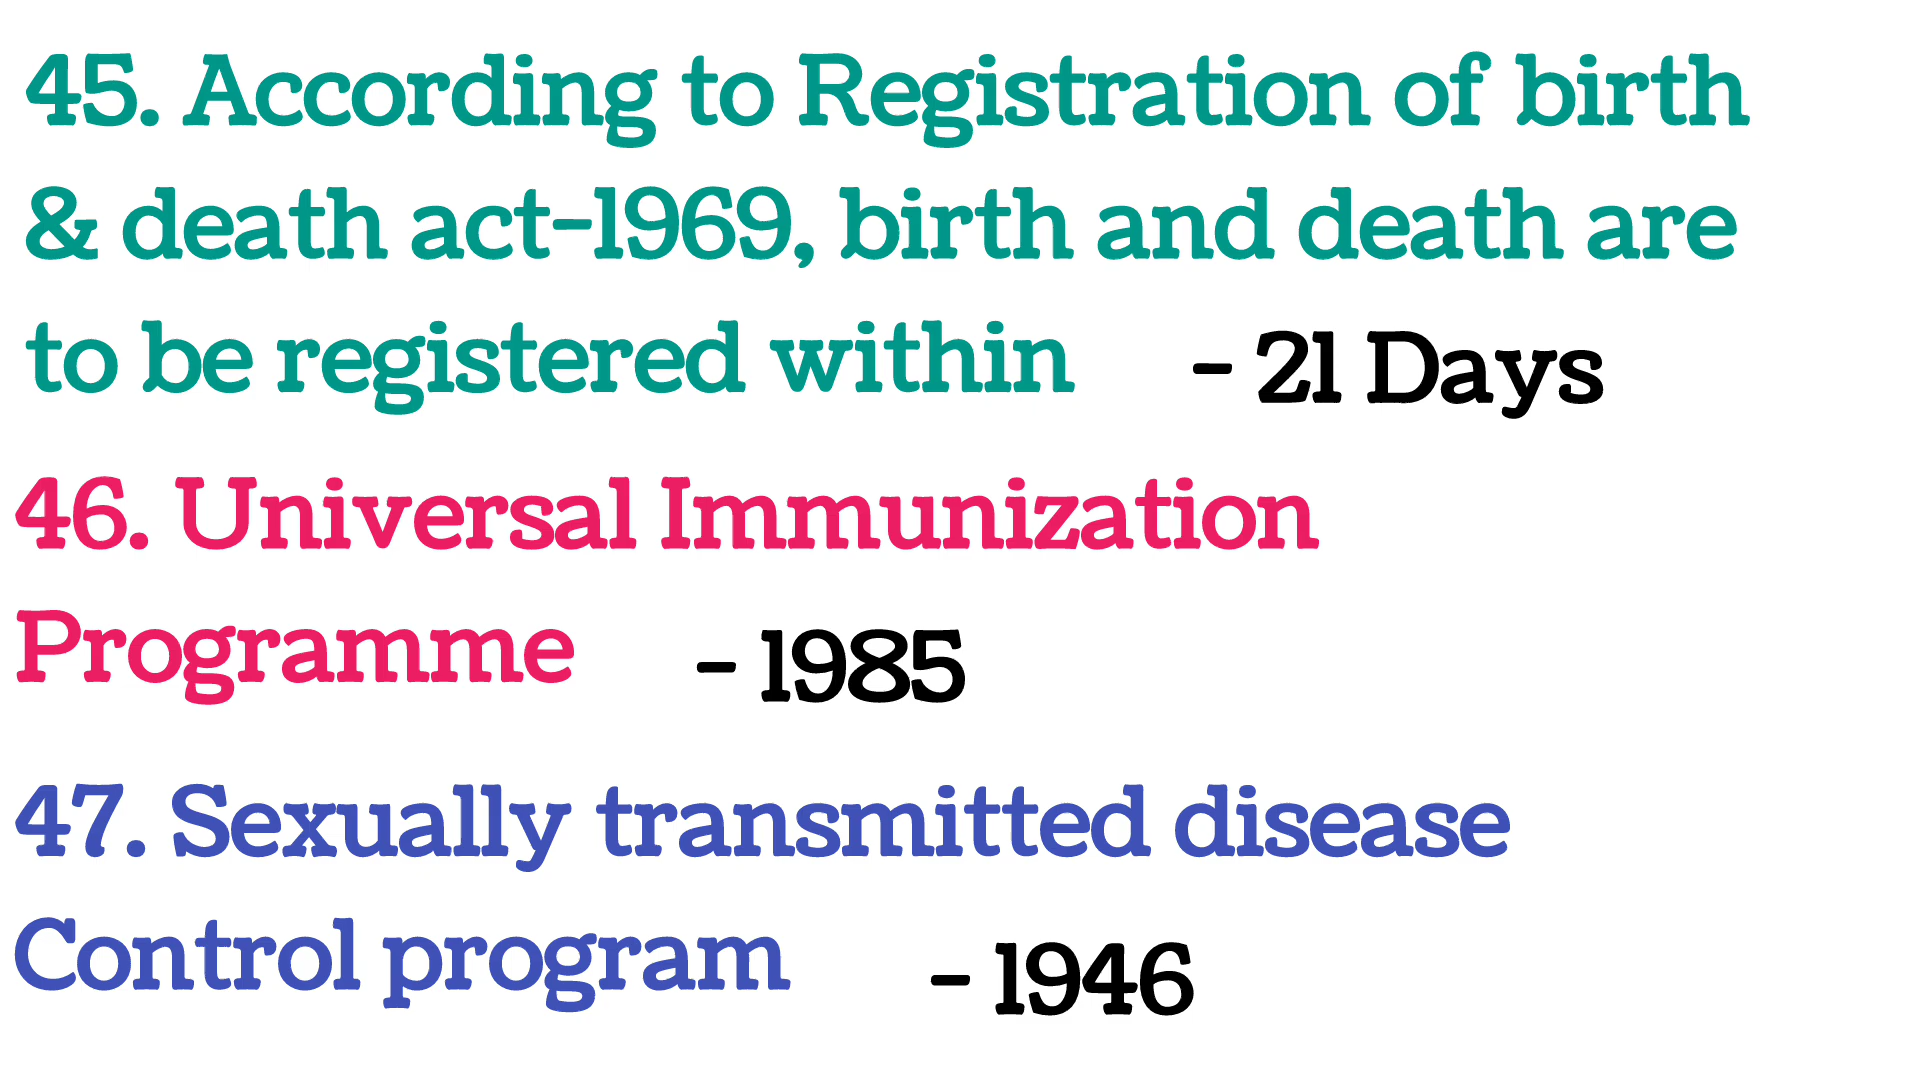 45. According to Registration of birth
& death act-1969, birth and death are
to be registered within - 21 Days
46. Universal Immunization
Programme - 1985
47. Sexually transmitted disease
Control program - 1946